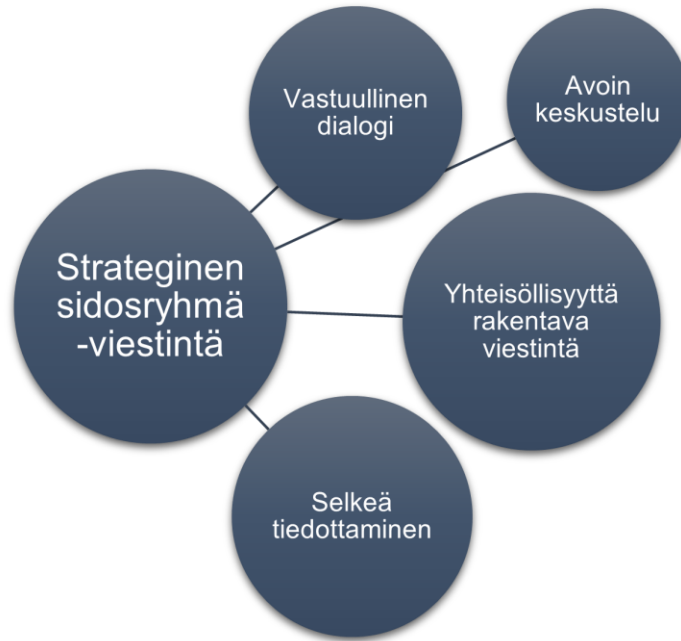 Vastuullinen
dialogi
Avoin
keskustelu
Strateginen
sidosryhmä
-viestintä
Yhteisöllisyyttä
rakentava
viestintä
Selkeä
tiedottaminen